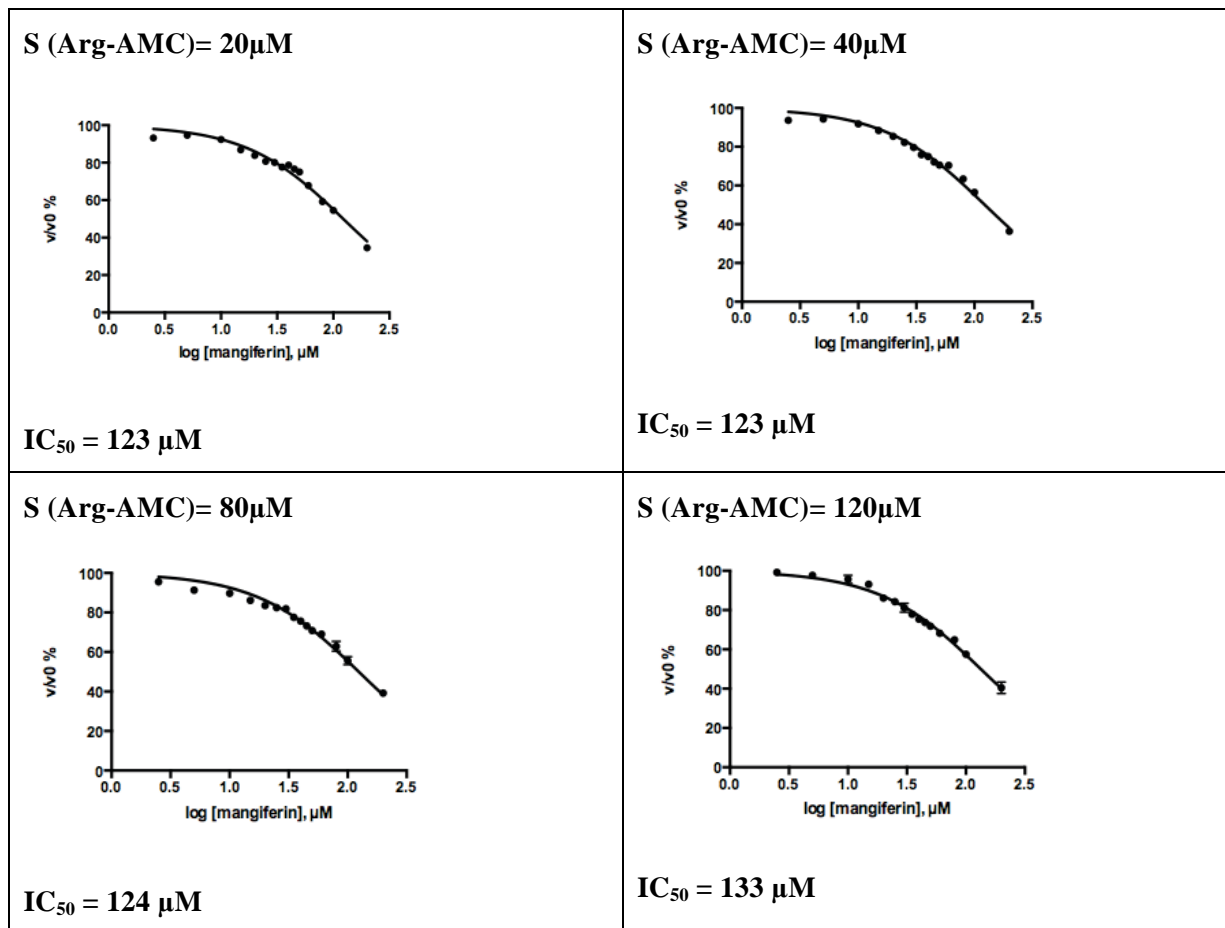 S (Arg-AMC)= 20µM
100
80
60
40
20
0
v/v0 %
0.0 0.5 1.0 1.5 2.0 2.5
log [mangiferin], µM
IC50 = 123 µM
S (Arg-AMC)= 40µM
100
80
60
40
20
0
v/v0 %
0.0 0.5 1.0 1.5 2.0 2.5
log [mangiferin], µM
IC50 = 123 µM
S (Arg-AMC)= 80µM
100
80
60
40
20
0
v/v0 %
0.0 0.5 1.0 1.5 2.0 2.5
log [mangiferin], µM
IC50 = 124 µM
S (Arg-AMC)= 120µM
100
80
60
40
20
0
v/v0 %
0.0 0.5 1.0 1.5 2.0 2.5
log [mangiferin], µM
IC50 = 133 µM